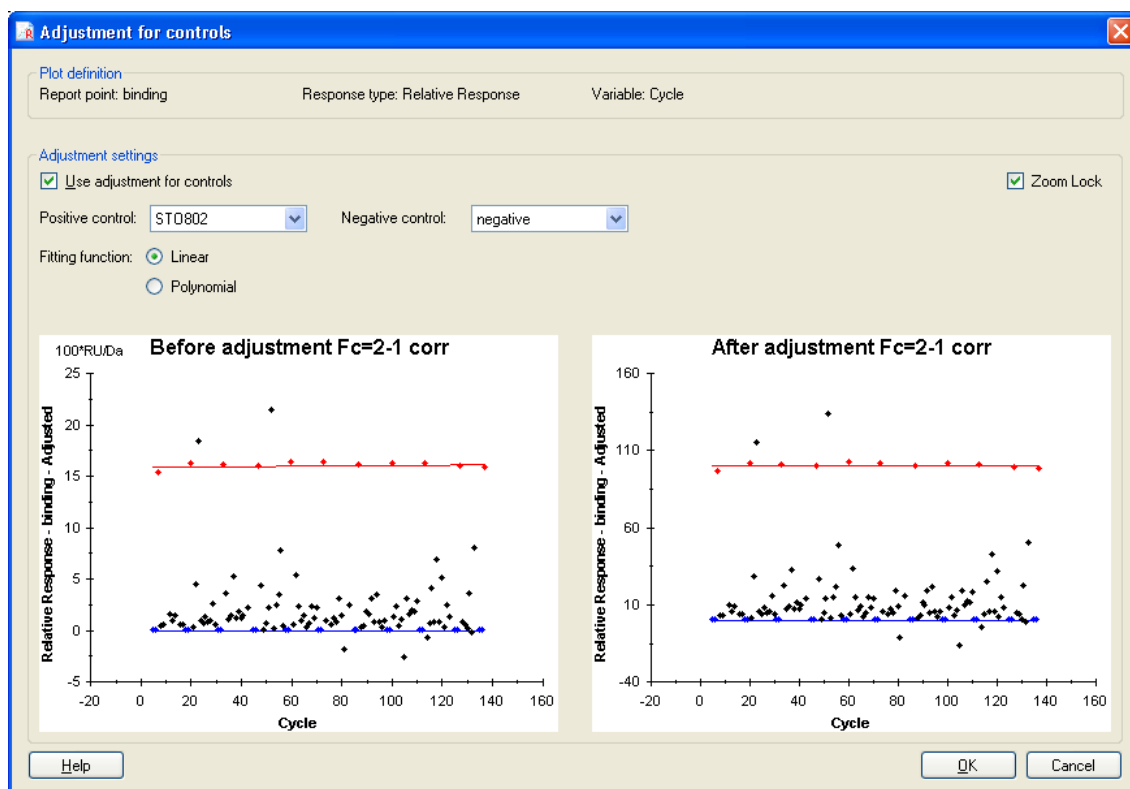 Adjustment for controls
Plot definition
Report point: binding Response type: Relative Response Variable: Cycle
Adjustment settings
Use adjustment for controls Zoom Lock
Positive control: STO802 Negative control: negative
Fitting function: Linear
Polynomial
100*RU/Da Before adjustment Fc=2-1 corr
25
20
15
10
5
0
-5
Relative Response - binding - Adjusted
-20 0 20 40 60 80 100 120 140 160
Cycle
After adjustment Fc=2-1 corr
160
110
60
10
-40
Relative Response - binding - Adjusted
-20 0 20 40 60 80 100 120 140 160
Cycle
Help OK Cancel